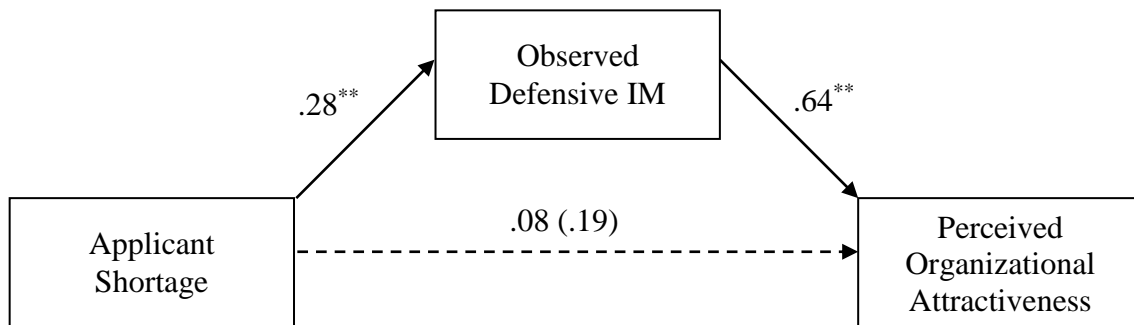 Observed
Defensive IM
.28**
.64**
.08 (.19)
Applicant
Shortage
Perceived
Organizational
Attractiveness